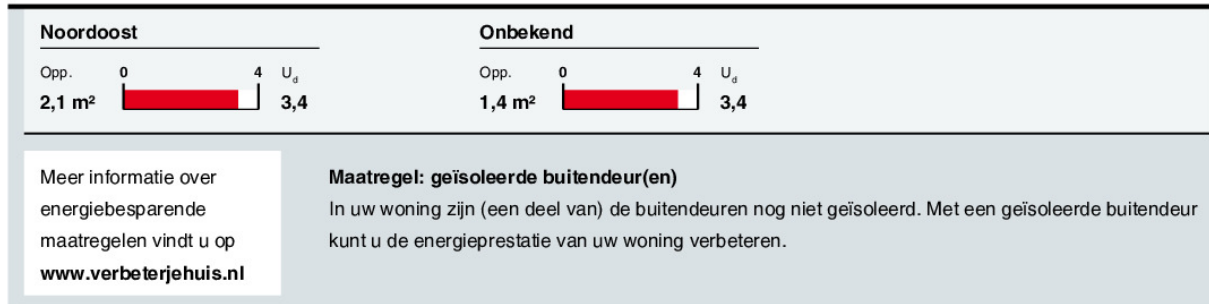 Noordoost
Opp. 0 4 Ud
2,1 m² 3,4
Onbekend
Opp. 0 4 Ud
1,4 m² 3,4
Meer informatie over
energiebesparende
maatregelen vindt u op
www.verbeterjehuis.nl
Maatregel: geïsoleerde buitendeur(en)
In uw woning zijn (een deel van) de buitendeuren nog niet geïsoleerd. Met een geïsoleerde buitendeur
kunt u de energieprestatie van uw woning verbeteren.